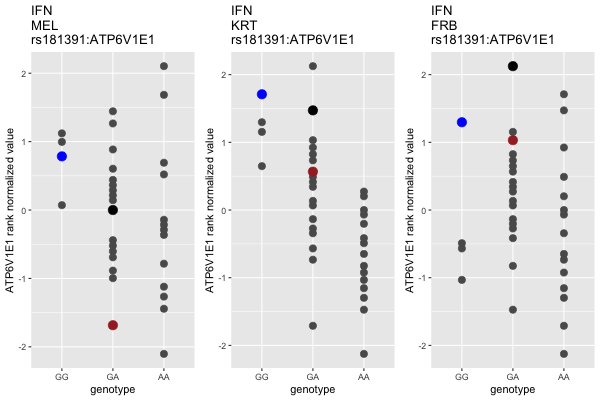 IFN
MEL
rs181391:ATP6V1E1
ATP6V1E1 rank normalized value
2
1
0
-1
-2
GG GA AA
genotype
IFN
KRT
rs181391:ATP6V1E1
ATP6V1E1 rank normalized value
2
1
0
-1
-2
GG GA AA
genotype
IFN
FRB
rs181391:ATP6V1E1
ATP6V1E1 rank normalized value
2
1
0
-1
-2
GG GA AA
genotype